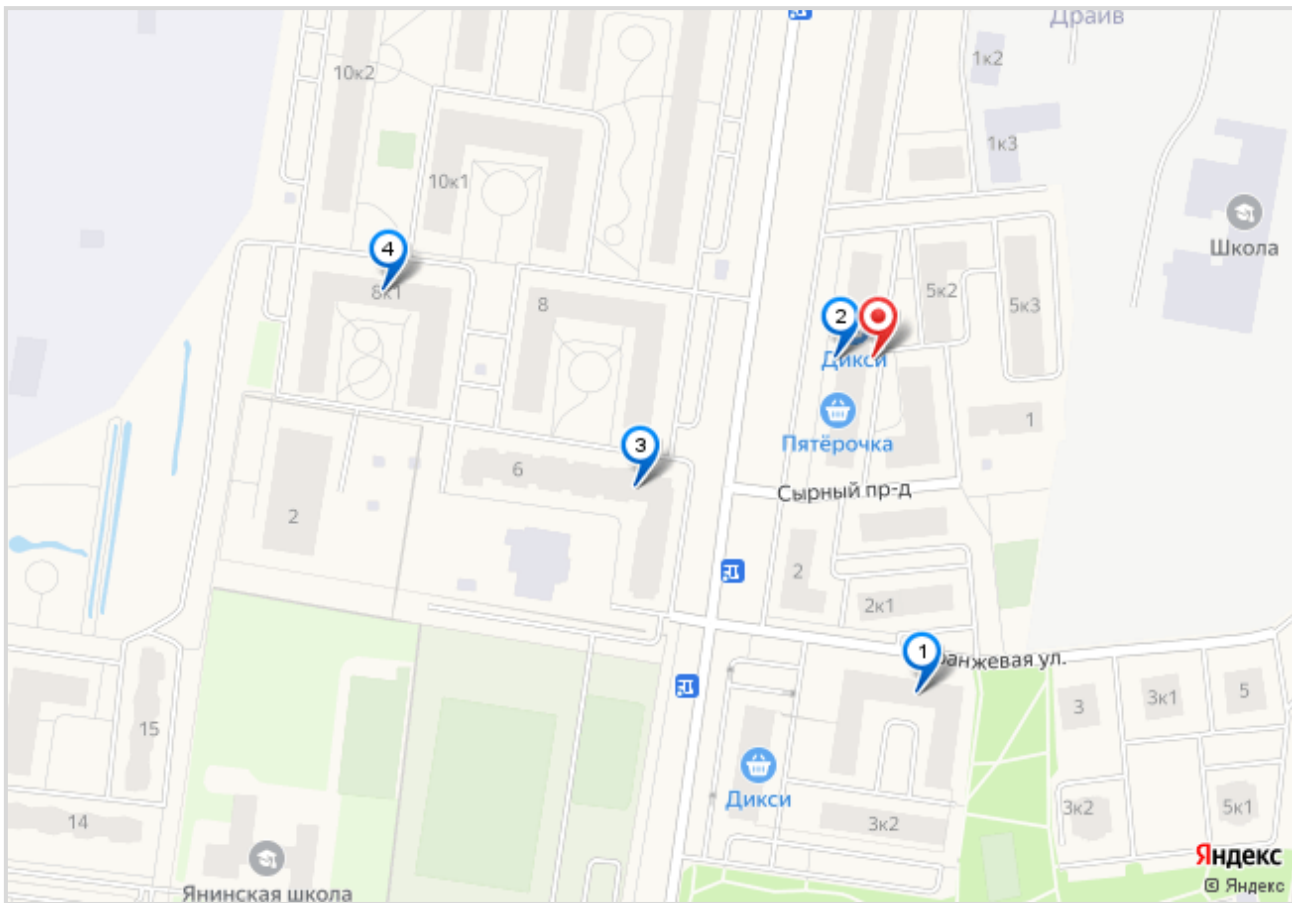 Драйв
1к2
10к2
1к3
10к1
Школа
4
8к1
8
5к2
5к3
2
Дикси
1
Пятёрочка
3
6
Сырный пр-д
2
2
2к1
1
анжевая ул.
3
3к1
5
15
Дикси
3к2
3к2
5к1
14
Янинская школа
Яндекс
© Яндекс